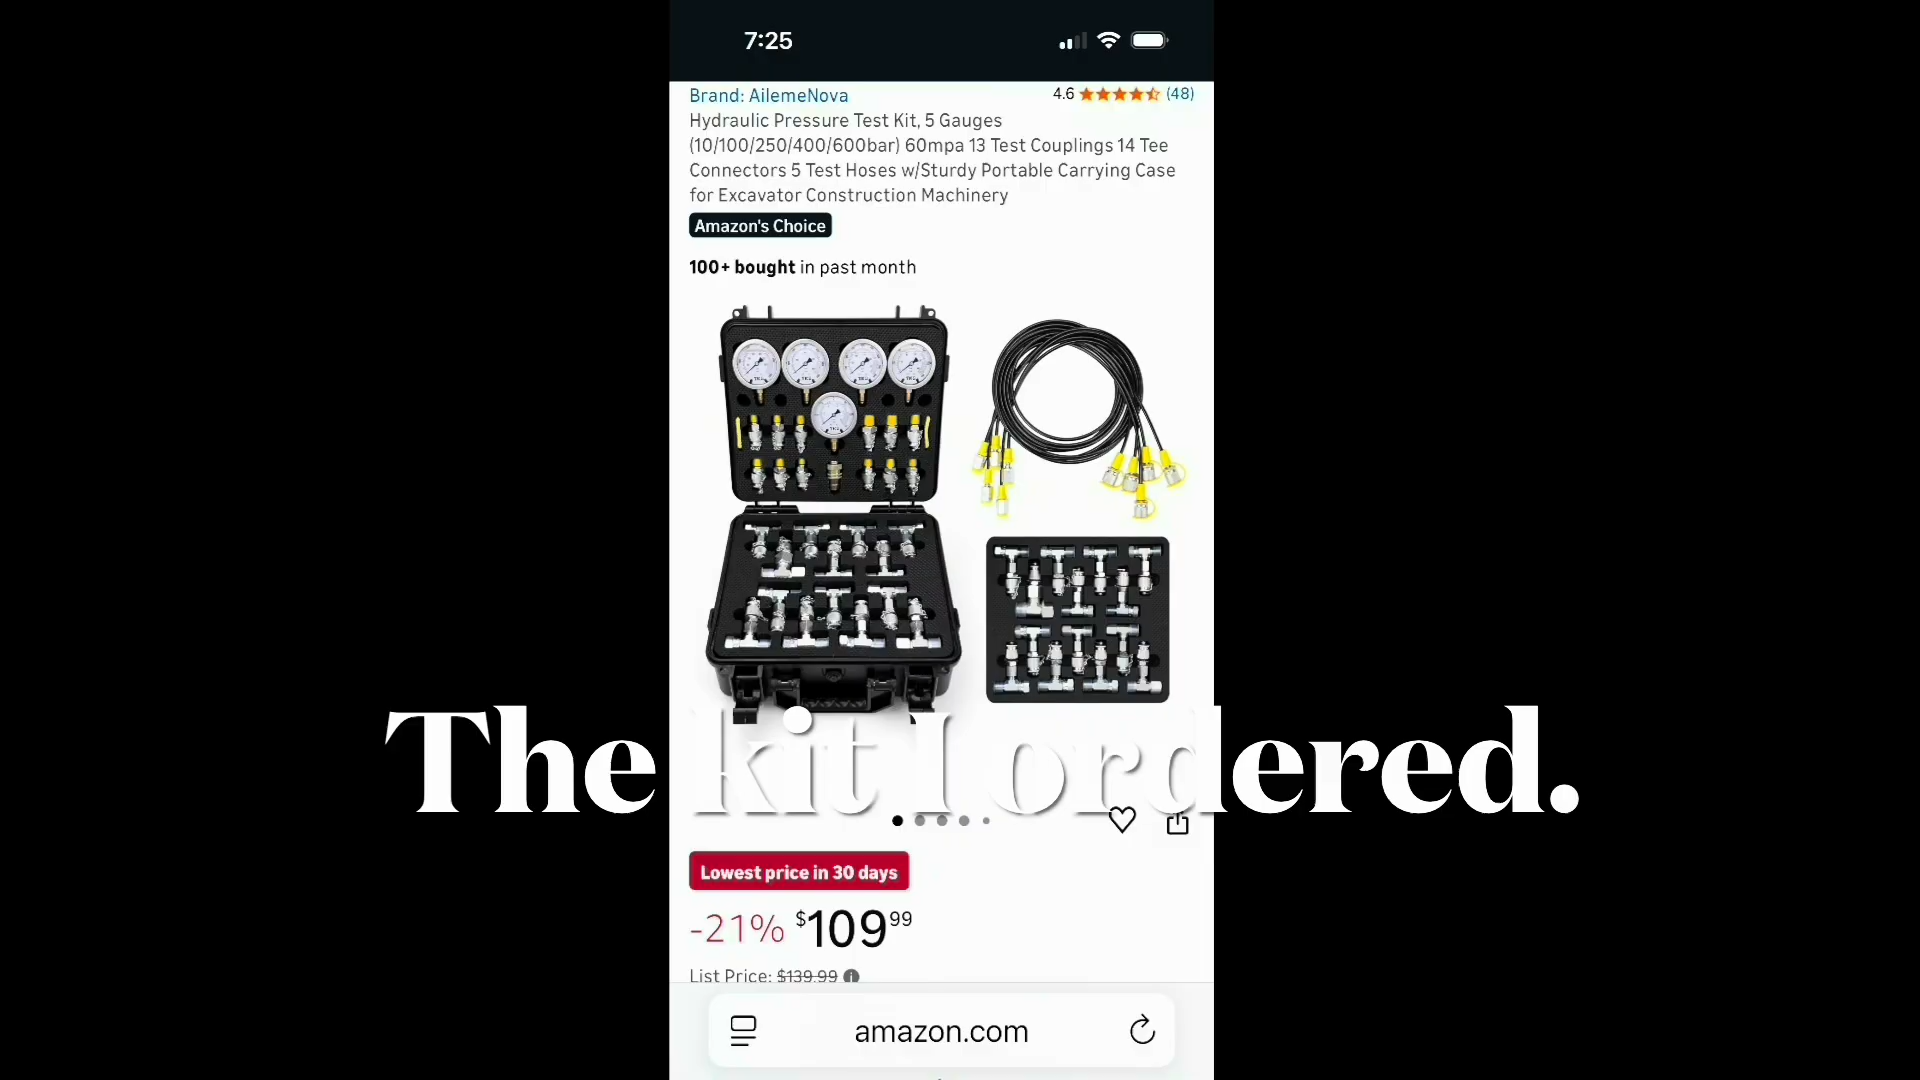 7:25
Brand: AilemeNova
4.6 (48)
Hydraulic Pressure Test Kit, 5 Gauges
(10/100/250/400/600bar) 60mpa 13 Test Couplings 14 Tee
Connectors 5 Test Hoses w/Sturdy Portable Carrying Case
for Excavator Construction Machinery
Amazon's Choice
100+ bought in past month
The kit I ordered.
Lowest price in 30 days
-21% $109.99
List Price: $139.99
amazon.com